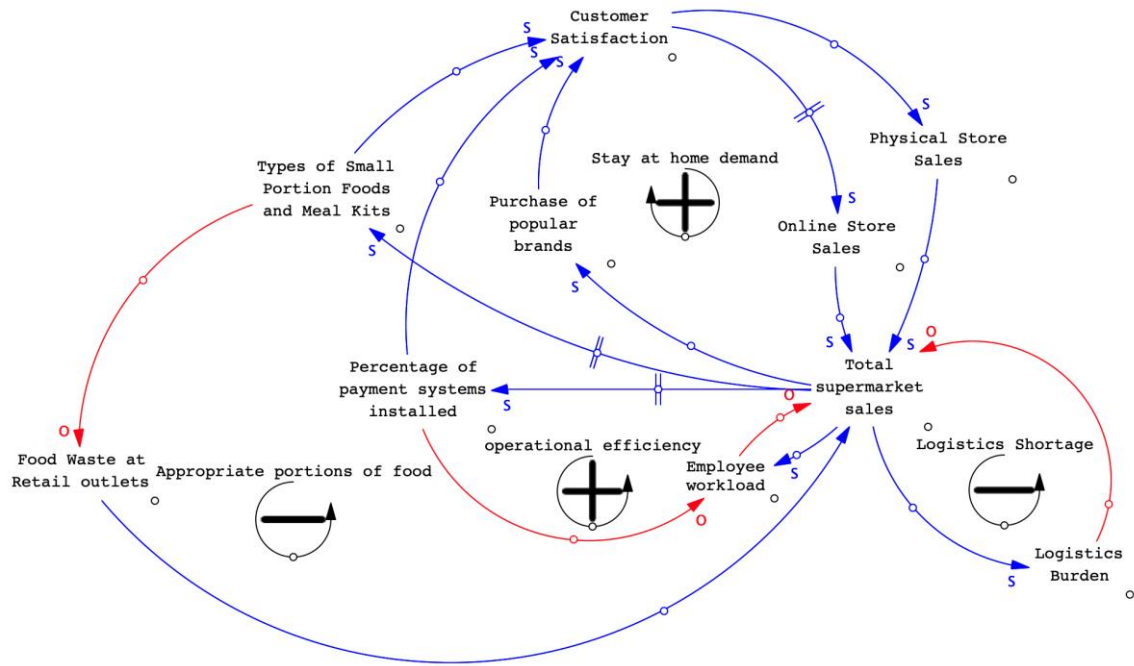 Customer
Satisfaction
S
S
S
S
Physical Store
Sales
Types of Small
Portion Foods
and Meal Kits
Stay at home demand
Purchase of
popular
brands
S
Online Store
Sales
S
S
S
S
O
Total
supermarket
sales
Percentage of
payment systems
installed
S
O
O
Food Waste at
Retail outlets
Appropriate portions of food
operational efficiency
Employee
workload
S
Logistics Shortage
O
Logistics
Burden
S